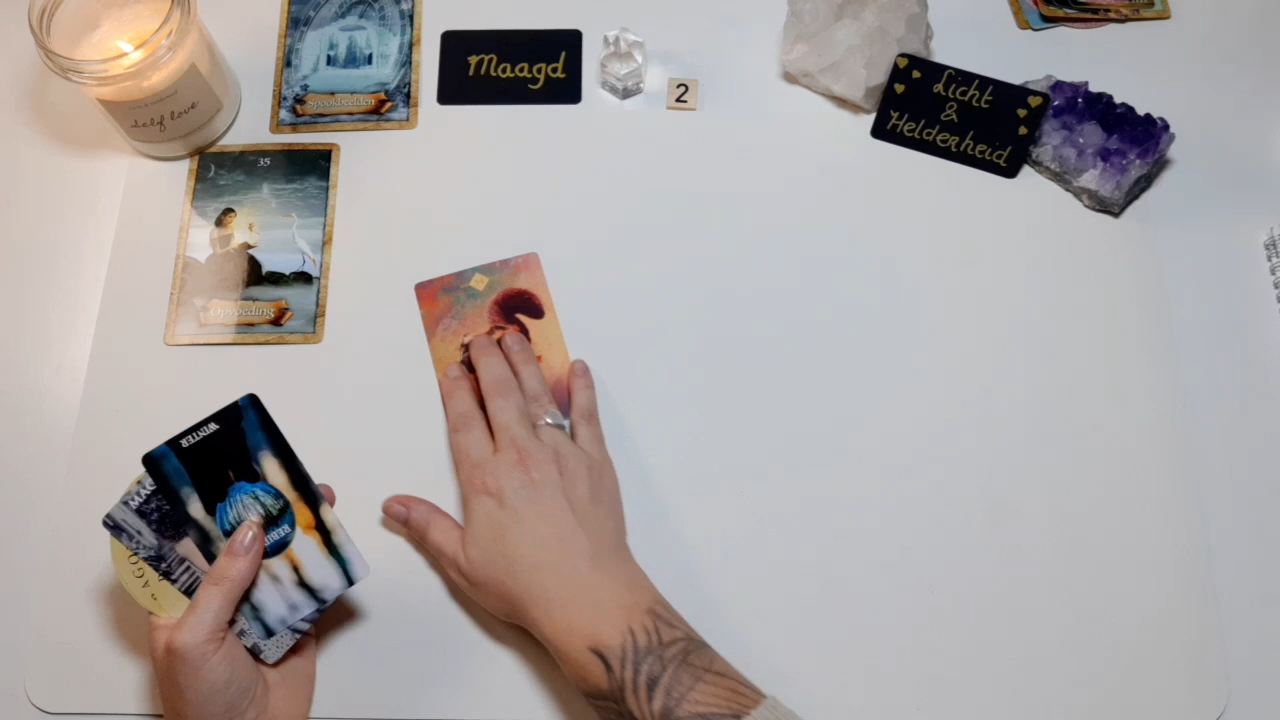 Self love
Spookbeelden
Maagd
2
Licht
&
Helderheid
35
Opvoeding
WINTER